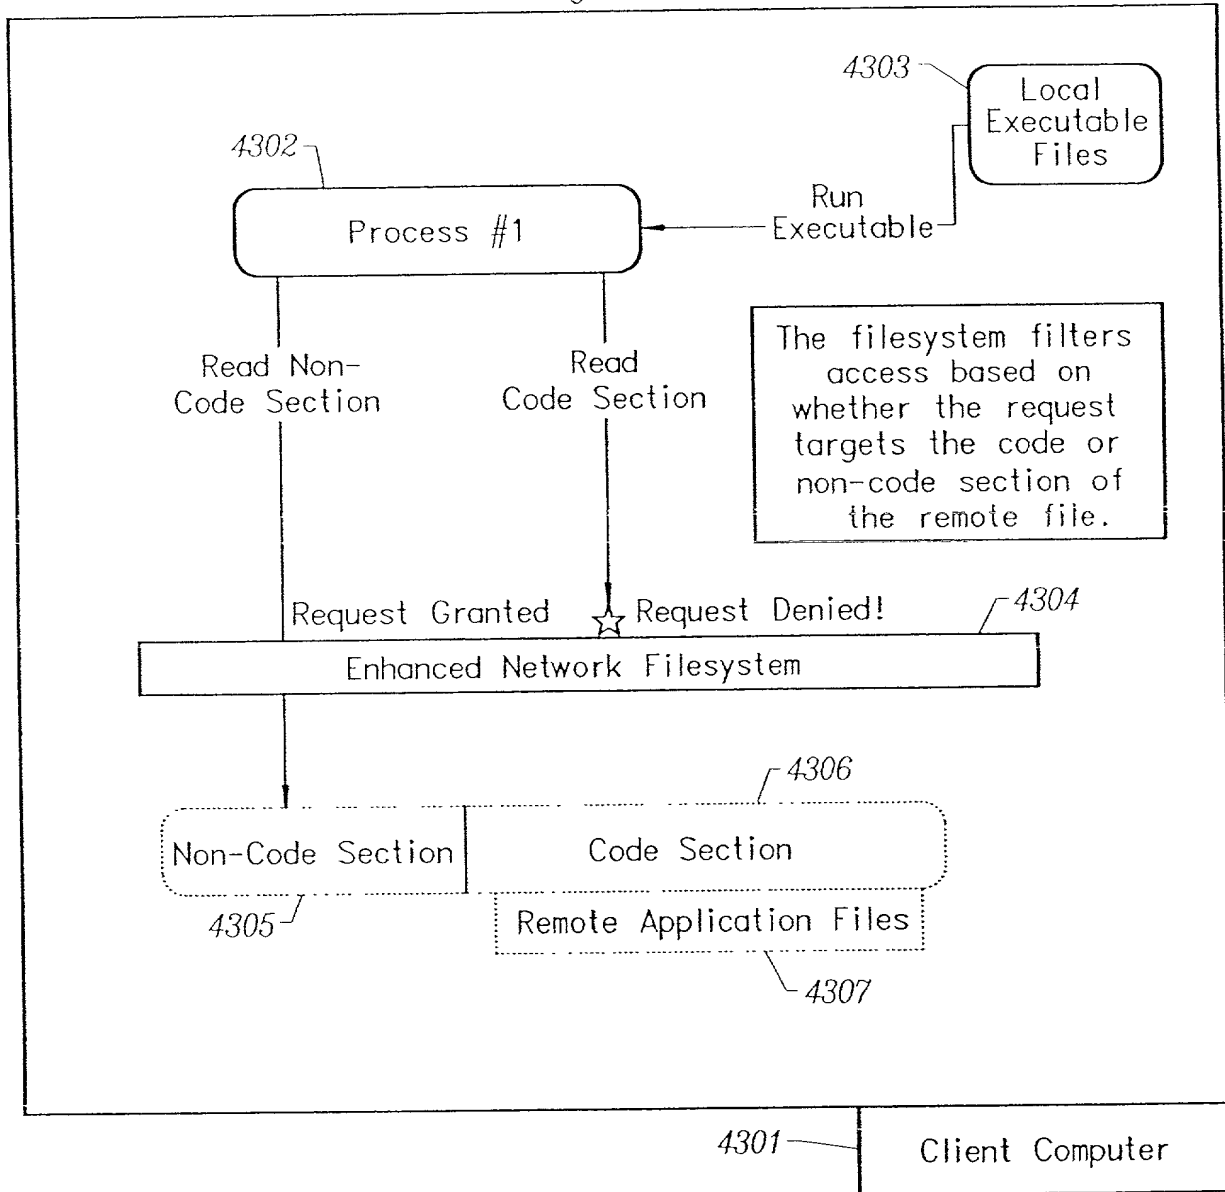 4303
Local
Executable
Files
4302
Process #1
Run
Executable
Read Non-
Code Section
Read
Code Section
The filesystem filters
access based on
whether the request
targets the code or
non-code section of
the remote file.
Request Granted
Request Denied!
4304
Enhanced Network Filesystem
4306
Non-Code Section
Code Section
4305
Remote Application Files
4307
4301
Client Computer